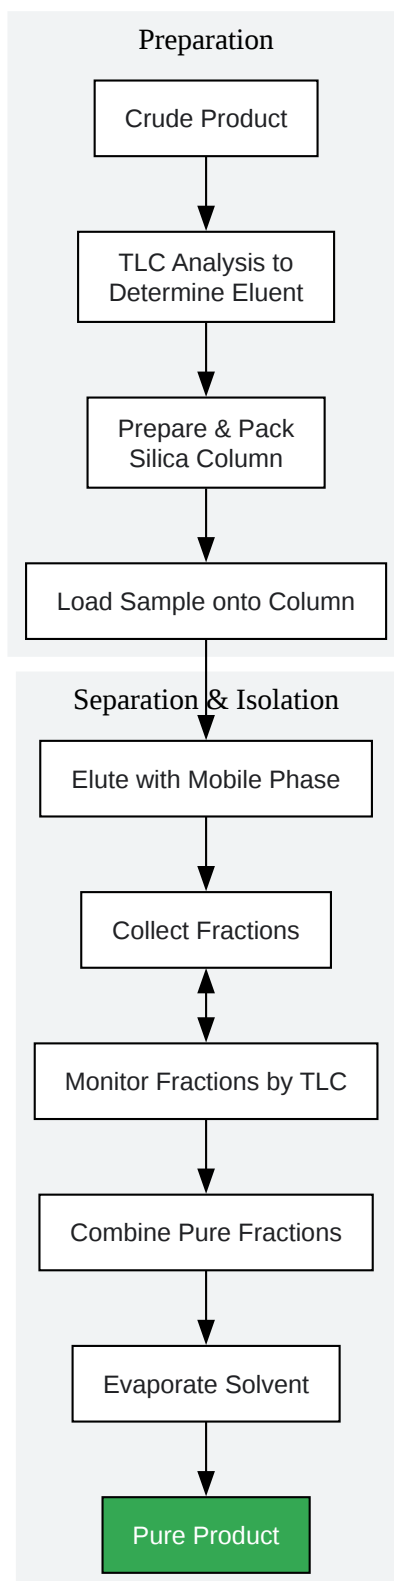 Preparation
Crude Product
TLC Analysis to
Determine Eluent
Prepare & Pack
Silica Column
Load Sample onto Column
Separation & Isolation
Elute with Mobile Phase
Collect Fractions
Monitor Fractions by TLC
Combine Pure Fractions
Evaporate Solvent
Pure Product